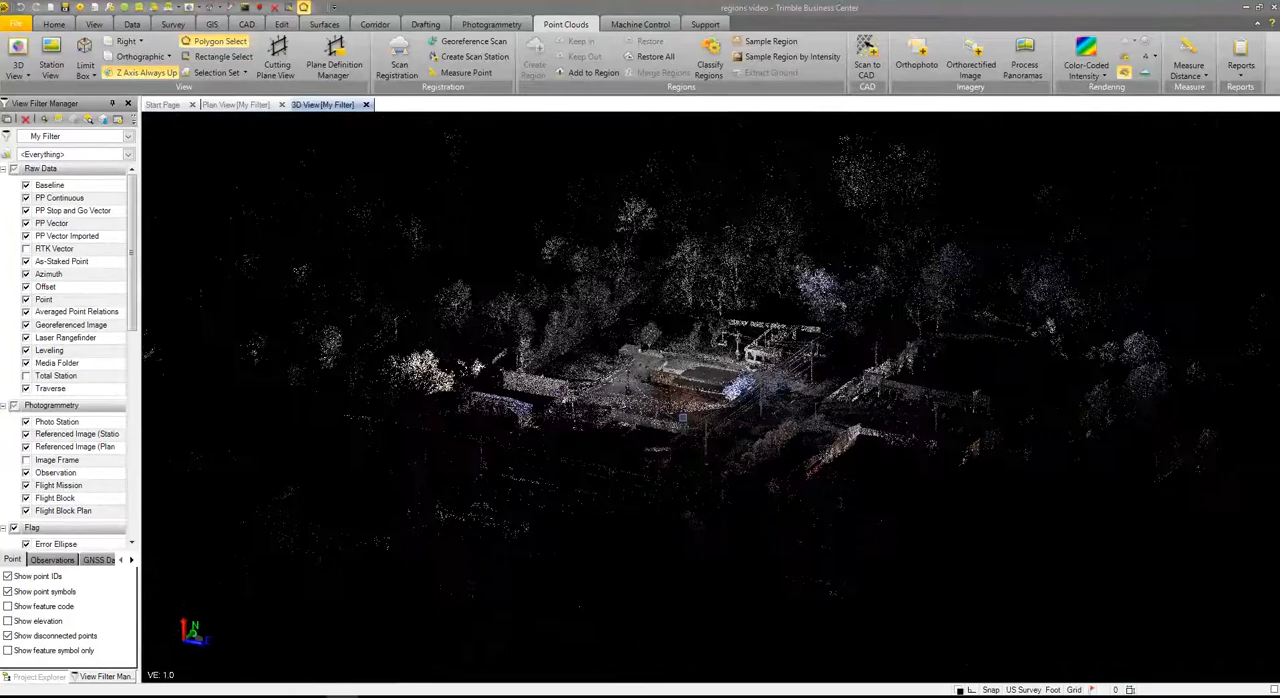 regions video - Trimble Business Center
File Home View Data Survey GIS CAD Edit Surfaces Corridor Drafting Photogrammetry Point Clouds Machine Control Support
3D View
Station View
Limit Box
Right
Orthographic
Z Axis Always Up
Polygon Select
Rectangle Select
Selection Set
Cutting Plane View
Plane Definition Manager
View
Scan Registration
Georeference Scan
Create Scan Station
Measure Point
Registration
Create Region
Keep In
Keep Out
Add to Region
Restore
Restore All
Merge Regions
Classify Regions
Sample Region
Sample Region by Intensity
Extract Ground
Regions
Scan to CAD
CAD
Orthophoto
Orthorectified Image
Process Panoramas
Imagery
Color-Coded Intensity
Rendering
Measure Distance
Measure
Reports
Reports
View Filter Manager
Start Page Plan View [My Filter] 3D View [My Filter]
My Filter
<Everything>
Raw Data
Baseline
PP Continuous
PP Stop and Go Vector
PP Vector
PP Vector Imported
RTK Vector
As-Staked Point
Azimuth
Offset
Point
Averaged Point Relations
Georeferenced Image
Laser Rangefinder
Leveling
Media Folder
Total Station
Traverse
Photogrammetry
Photo Station
Referenced Image (Statio
Referenced Image (Plan
Image Frame
Observation
Flight Mission
Flight Block
Flight Block Plan
Flag
Error Ellipse
Point Observations GNSS Da
Show point IDs
Show point symbols
Show feature code
Show elevation
Show disconnected points
Show feature symbol only
N
Project Explorer View Filter Man...
VE: 1.0
Snap US Survey Foot Grid 0